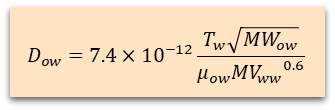 D_ow = 7.4 × 10^−12 T_w√MW_ow / μ_ow MV_ww^0.6